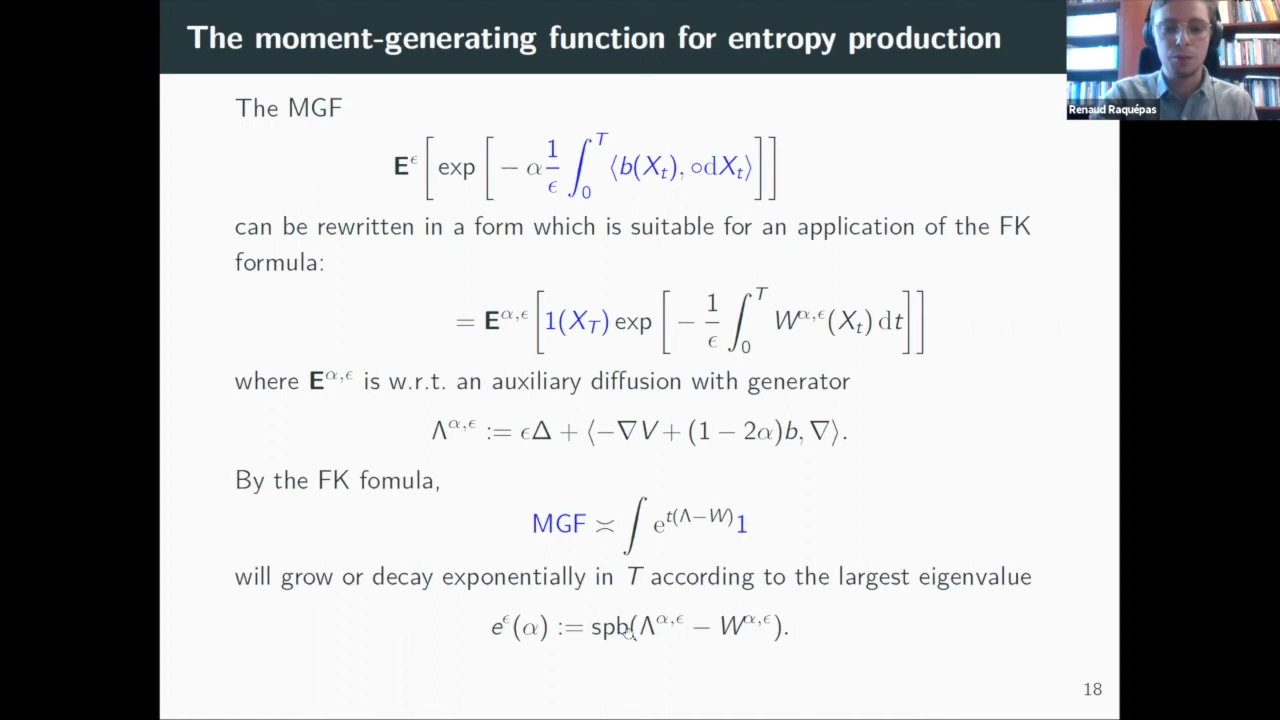 The moment-generating function for entropy production
Renaud Raquépas
The MGF
𝐄^ϵ [ exp [ − α (1/ϵ) ∫_0^T ⟨b(X_t), ∘dX_t⟩ ] ]
can be rewritten in a form which is suitable for an application of the FK
formula:
= 𝐄^{α,ϵ} [ 1(X_T) exp [ − (1/ϵ) ∫_0^T W^{α,ϵ}(X_t) dt ] ]
where 𝐄^{α,ϵ} is w.r.t. an auxiliary diffusion with generator
Λ^{α,ϵ} := ϵΔ + ⟨−∇V + (1 − 2α)b, ∇⟩.
By the FK fomula,
MGF ≍ ∫ e^{t(Λ−W)} 1
will grow or decay exponentially in T according to the largest eigenvalue
e^ϵ(α) := spb(Λ^{α,ϵ} − W^{α,ϵ}).
18